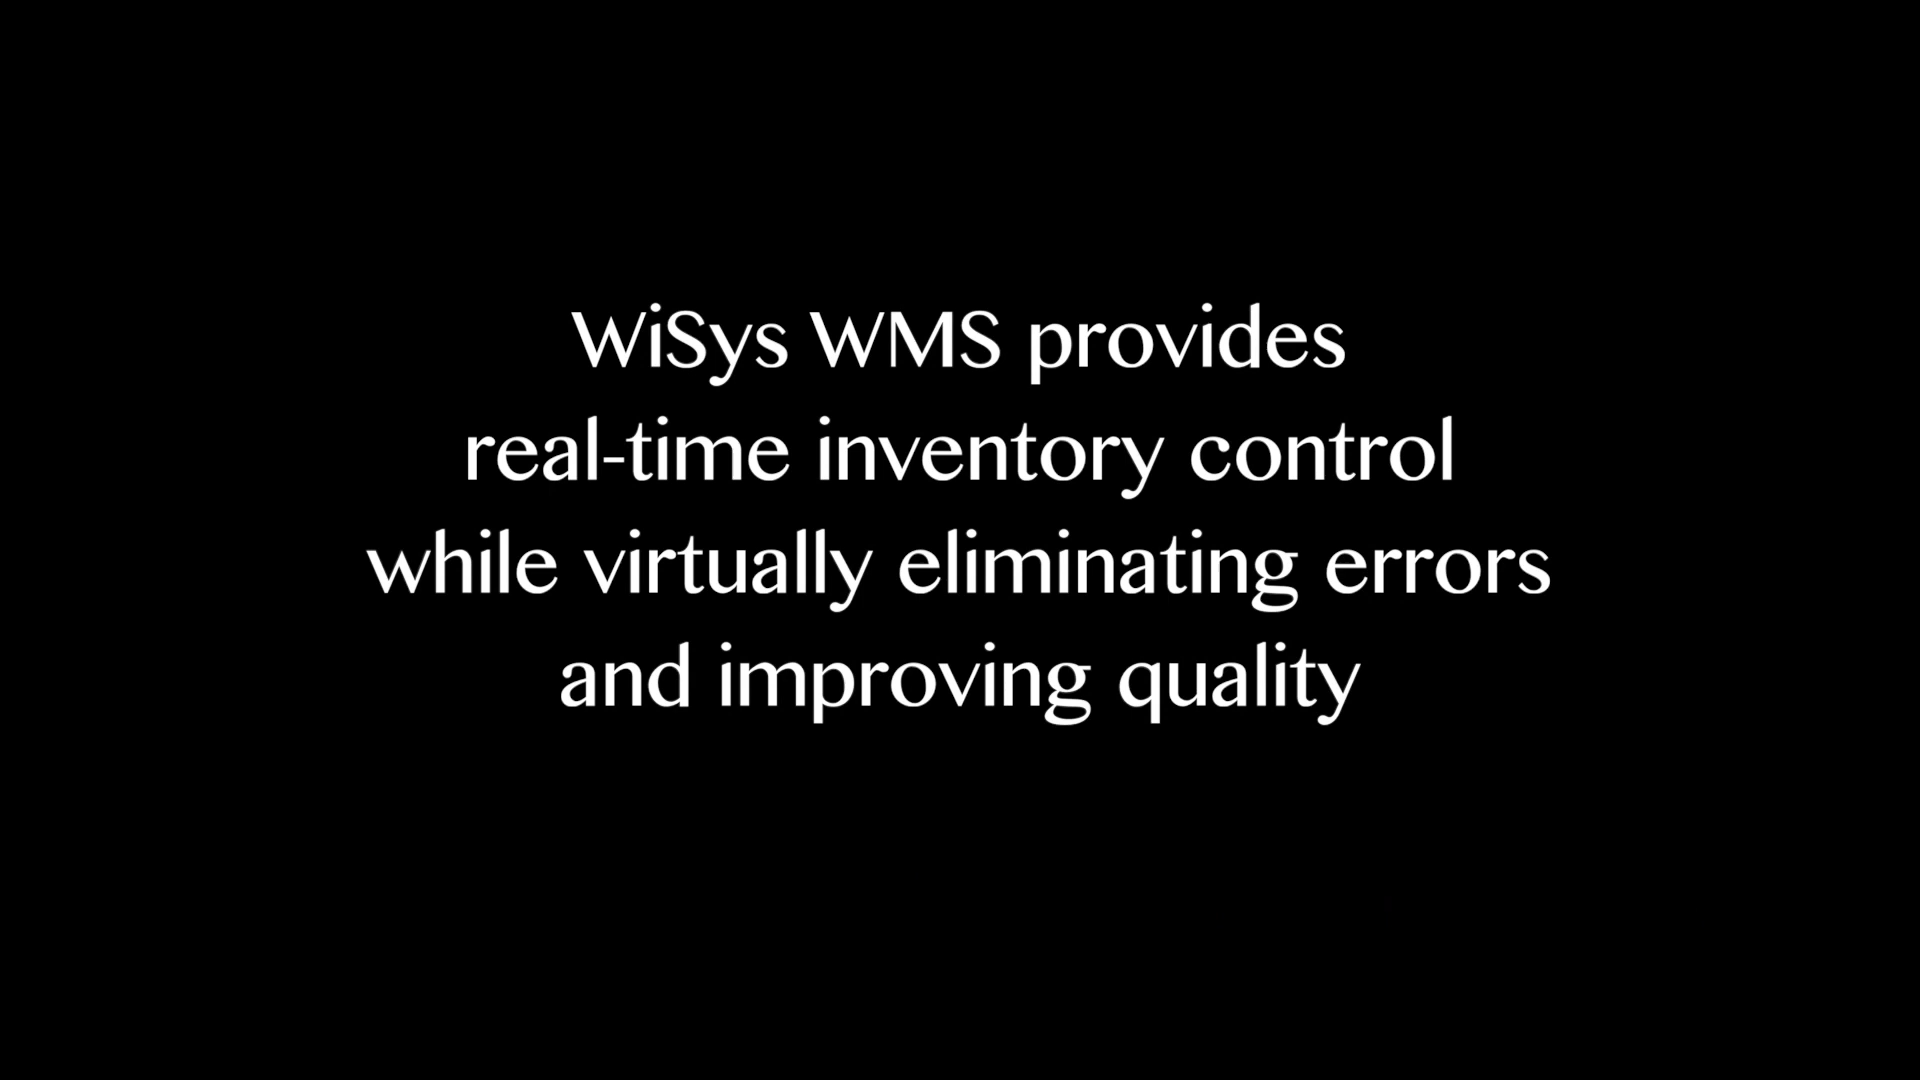 WiSys WMS provides
real-time inventory control
while virtually eliminating errors
and improving quality